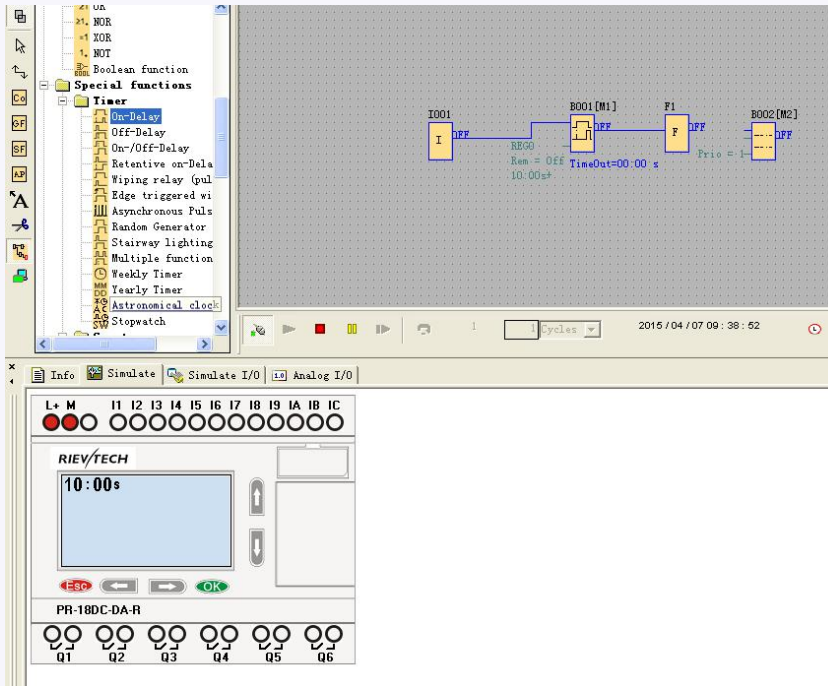 OR
NOR
XOR
NOT
Boolean function
Special functions
Timer
On-Delay
Off-Delay
On-/Off-Delay
Retentive on-Dela
Wiping relay (pul
Edge triggered wi
Asynchronous Puls
Random Generator
Stairway lighting
Multiple function
Weekly Timer
Yearly Timer
Astronomical clock
Stopwatch
Co
GF
SF
AP
A
I001
I
OFF
REG0
Rem = Off
10:00s+
B001[M1]
OFF
TimeOut=00:00 s
F1
F
OFF
B002[M2]
OFF
Prio = 1
1
1 Cycles
2015/04/07 09:38:52
Info
Simulate
Simulate I/O
Analog I/O
L+ M I1 I2 I3 I4 I5 I6 I7 I8 I9 IA IB IC
RIEVTECH
10:00s
Esc
OK
PR-18DC-DA-R
Q1 Q2 Q3 Q4 Q5 Q6